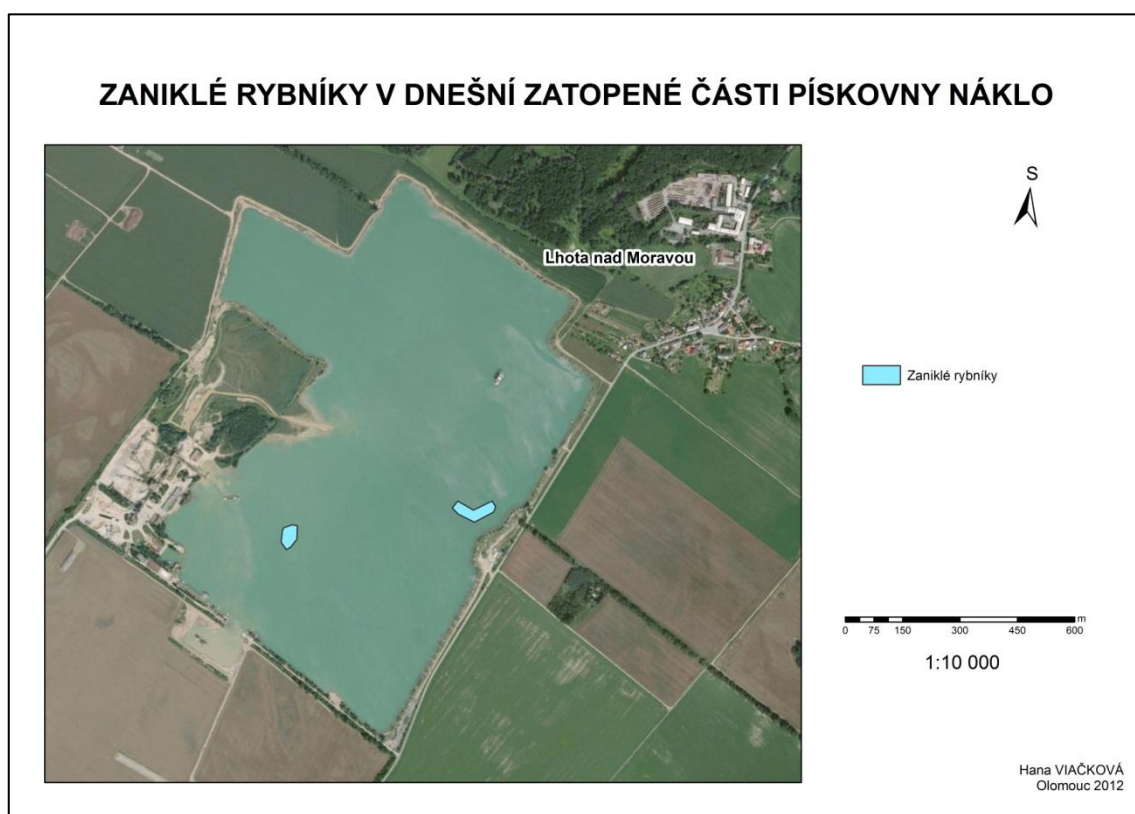 ZANIKLÉ RYBNÍKY V DNEŠNÍ ZATOPENÉ ČÁSTI PÍSKOVNY NÁKLO
S
Lhota nad Moravou
Zaniklé rybníky
0 75 150 300 450 600 m
1:10 000
Hana VIAČKOVÁ
Olomouc 2012